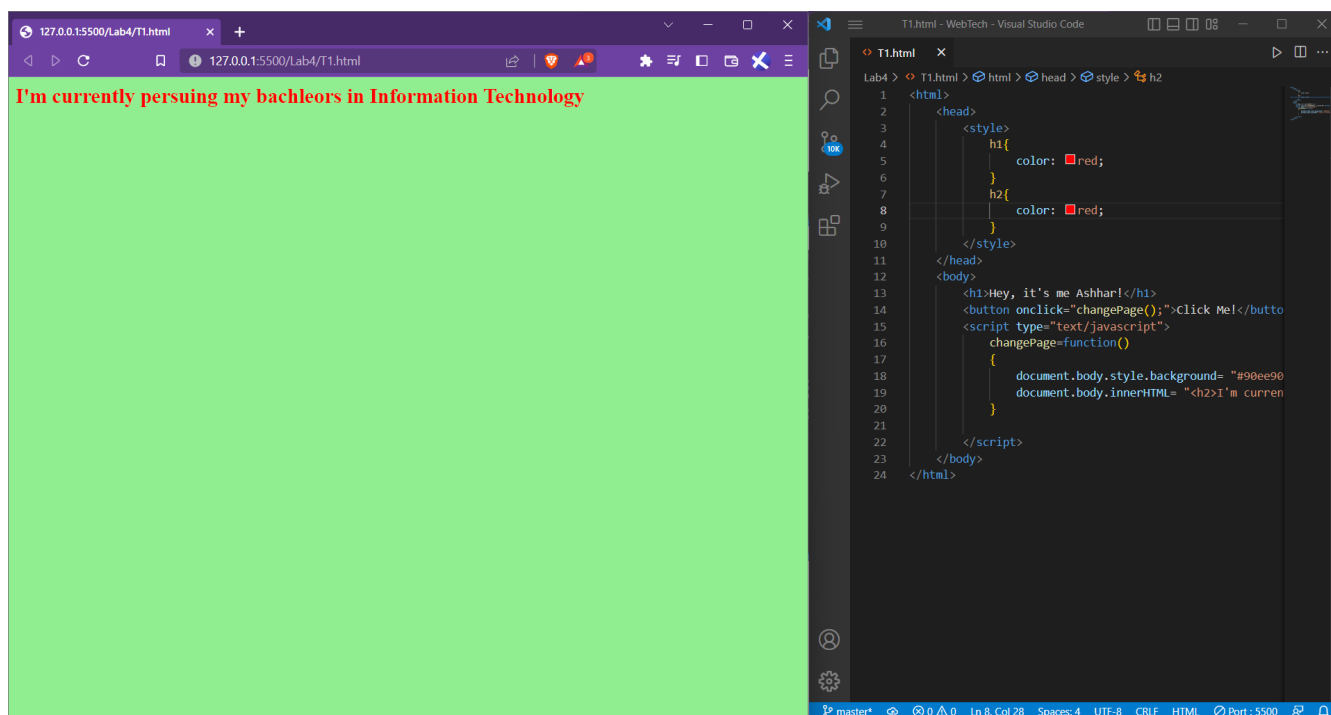 127.0.0.1:5500/Lab4/T1.html
127.0.0.1:5500/Lab4/T1.html
I'm currently persuing my bachleors in Information Technology
T1.html - WebTech - Visual Studio Code
T1.html
Lab4 > T1.html > html > head > style > h2
10K
1 <html>
2 <head>
3 <style>
4 h1{
5 color: red;
6 }
7 h2{
8 color: red;
9 }
10 </style>
11 </head>
12 <body>
13 <h1>Hey, it's me Ashhar!</h1>
14 <button onclick="changePage();">Click Me!</butto
15 <script type="text/javascript">
16 changePage=function()
17 {
18 document.body.style.background= "#90ee90
19 document.body.innerHTML= "<h2>I'm curren
20 }
21
22 </script>
23 </body>
24 </html>
master* 0 0 Ln 8, Col 28 Spaces: 4 UTF-8 CRLF HTML Port : 5500